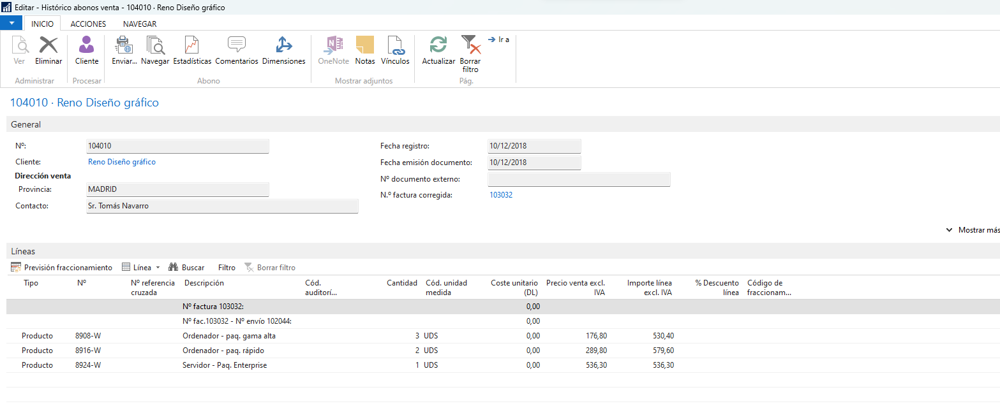 Editar - Histórico abonos venta - 104010 · Reno Diseño gráfico
INICIO ACCIONES NAVEGAR
Ver Eliminar Cliente Enviar... Navegar Estadísticas Comentarios Dimensiones OneNote Notas Vínculos Actualizar Borrar filtro Ir a
Administrar Procesar Abono Mostrar adjuntos Pág.
104010 · Reno Diseño gráfico
General
Nº: 104010 Fecha registro: 10/12/2018
Cliente: Reno Diseño gráfico Fecha emisión documento: 10/12/2018
Dirección venta Nº documento externo:
Provincia: MADRID N.º factura corregida: 103032
Contacto: Sr. Tomás Navarro
Mostrar más
Líneas
Previsión fraccionamiento Línea Buscar Filtro Borrar filtro
Tipo Nº Nº referencia cruzada Descripción Cód. auditorí... Cantidad Cód. unidad medida Coste unitario (DL) Precio venta excl. IVA Importe línea excl. IVA % Descuento línea Código de fraccionam...
Nº factura 103032: 0,00
Nº fac.103032 - Nº envío 102044: 0,00
Producto 8908-W Ordenador - paq. gama alta 3 UDS 0,00 176,80 530,40
Producto 8916-W Ordenador - paq. rápido 2 UDS 0,00 289,80 579,60
Producto 8924-W Servidor - Paq. Enterprise 1 UDS 0,00 536,30 536,30